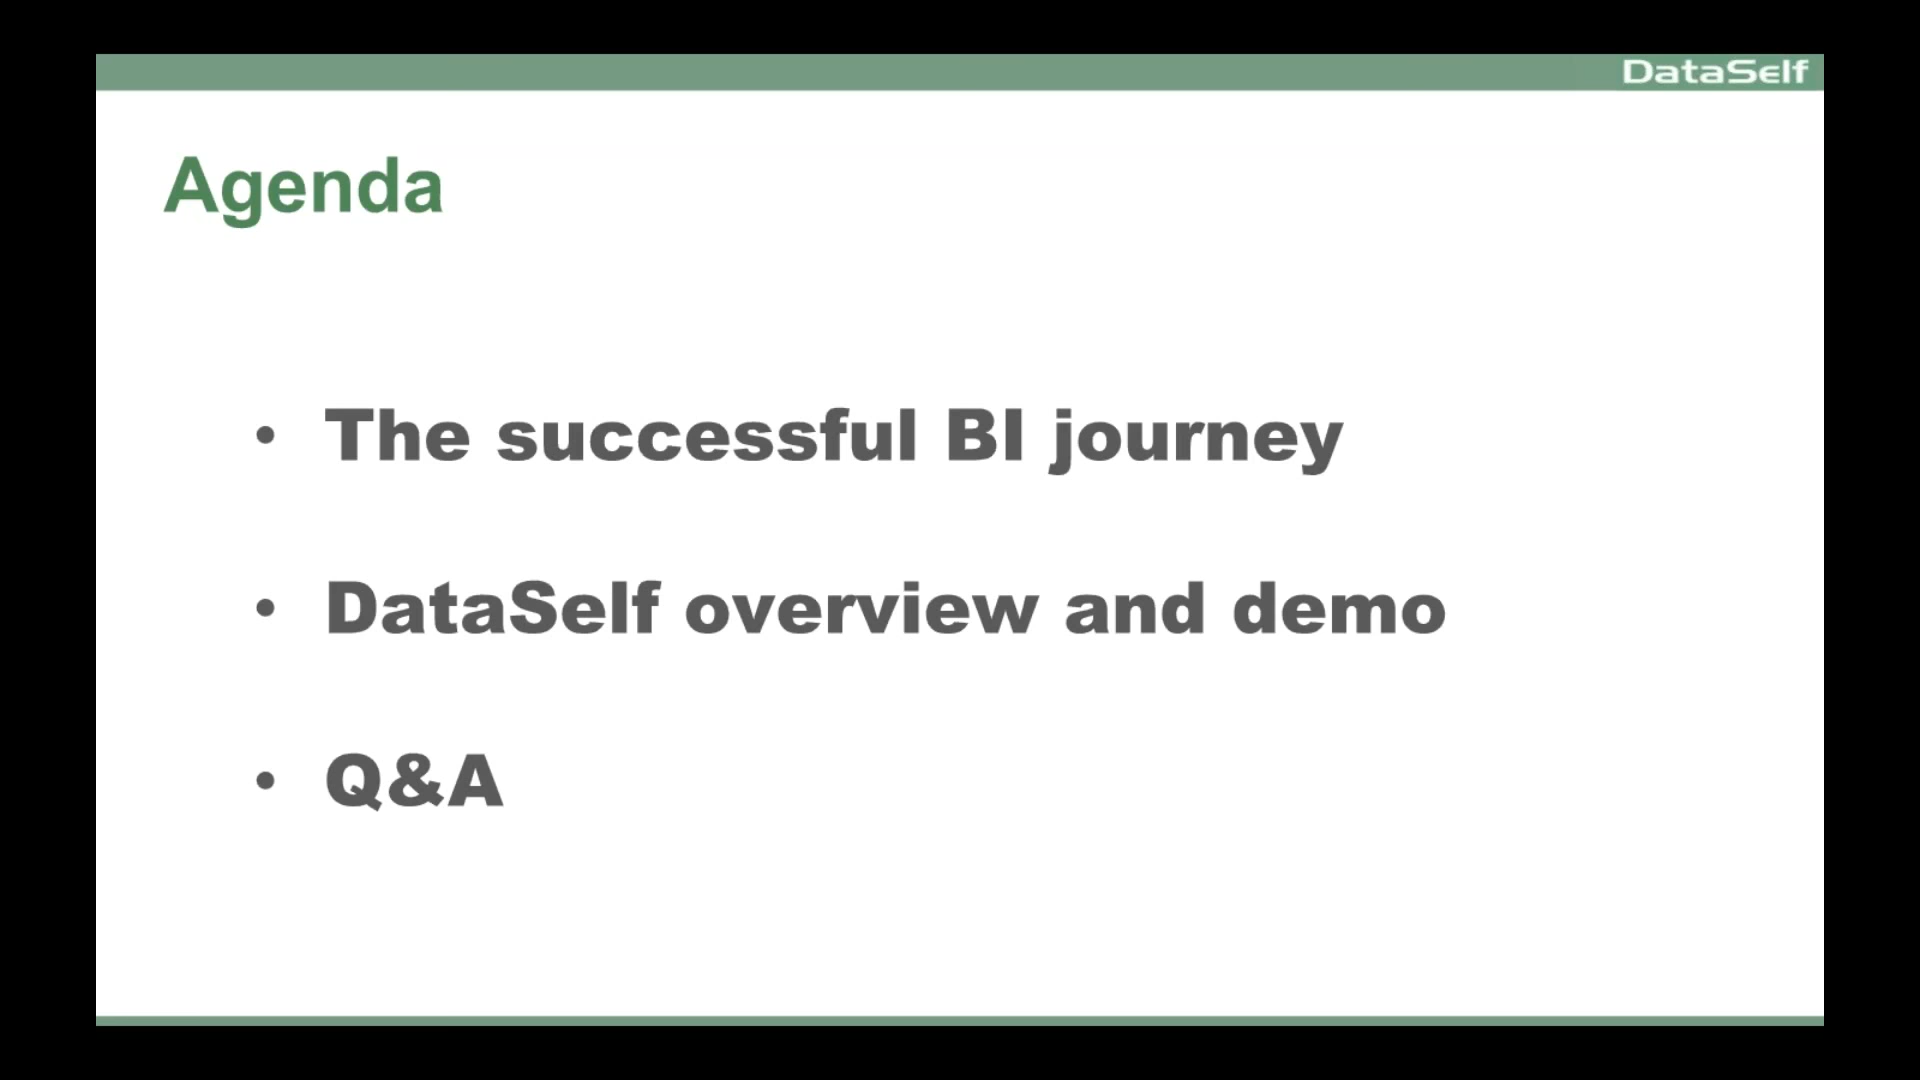 DataSelf
Agenda
• The successful BI journey
• DataSelf overview and demo
• Q&A